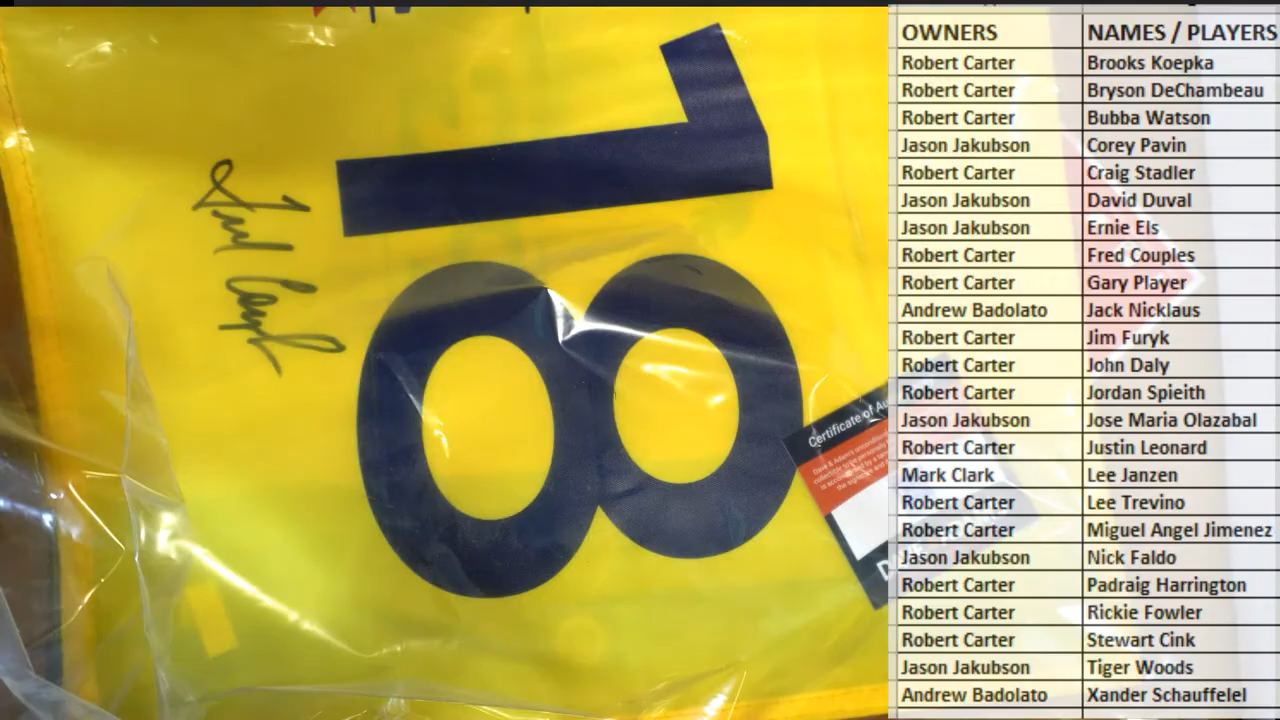 OWNERS NAMES / PLAYERS
Robert Carter Brooks Koepka
Robert Carter Bryson DeChambeau
Robert Carter Bubba Watson
Jason Jakubson Corey Pavin
Robert Carter Craig Stadler
Jason Jakubson David Duval
Jason Jakubson Ernie Els
Robert Carter Fred Couples
Robert Carter Gary Player
Andrew Badolato Jack Nicklaus
Robert Carter Jim Furyk
Robert Carter John Daly
Robert Carter Jordan Spieith
Jason Jakubson Jose Maria Olazabal
Robert Carter Justin Leonard
Mark Clark Lee Janzen
Robert Carter Lee Trevino
Robert Carter Miguel Angel Jimenez
Jason Jakubson Nick Faldo
Robert Carter Padraig Harrington
Robert Carter Rickie Fowler
Robert Carter Stewart Cink
Jason Jakubson Tiger Woods
Andrew Badolato Xander Schauffelel
18
Certificate of